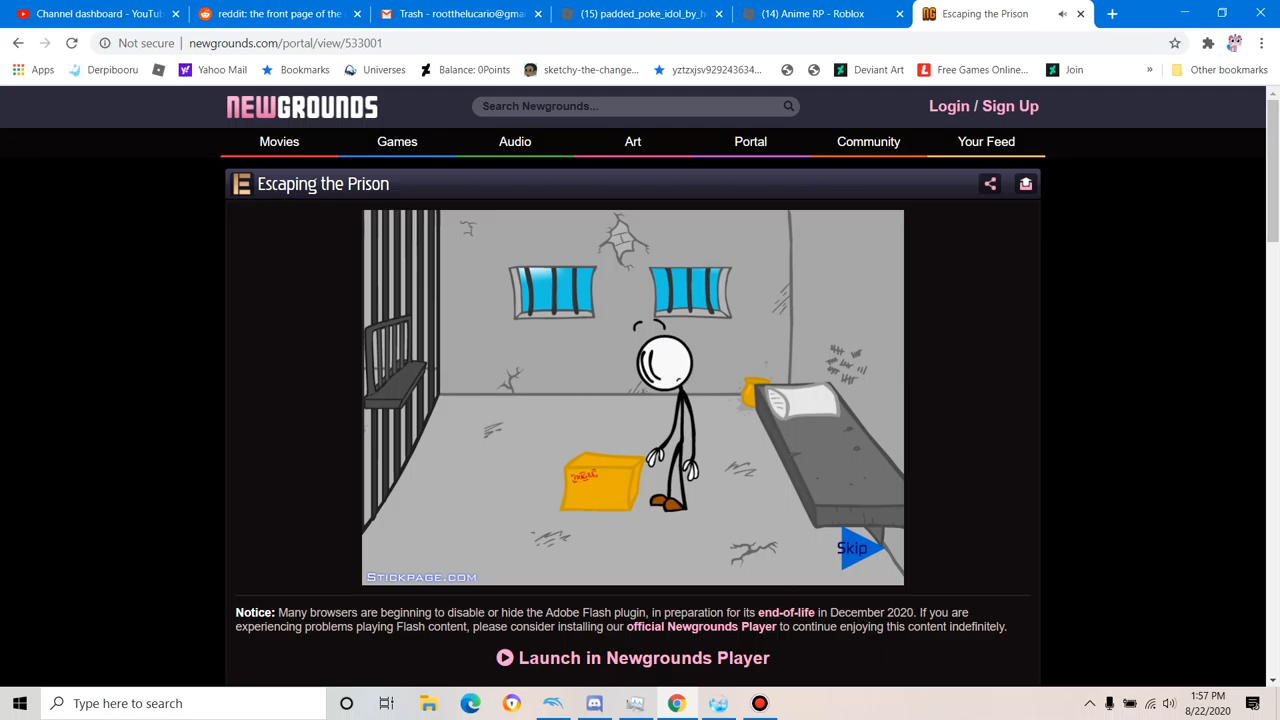 Channel dashboard - YouTub
reddit: the front page of the
Trash - rootthelucario@gma
(15) padded_poke_idol_by_h
(14) Anime RP - Roblox
Escaping the Prison
Not secure | newgrounds.com/portal/view/533001
Apps
Derpibooru
Yahoo Mail
Bookmarks
Universes
Balance: 0Points
sketchy-the-change...
yztzxjsv929243634...
Deviant Art
Free Games Online...
Join
»
Other bookmarks
NEWGROUNDS
Search Newgrounds...
Login / Sign Up
Movies
Games
Audio
Art
Portal
Community
Your Feed
E Escaping the Prison
Skip
STICKPAGE.COM
Notice: Many browsers are beginning to disable or hide the Adobe Flash plugin, in preparation for its end-of-life in December 2020. If you are
experiencing problems playing Flash content, please consider installing our official Newgrounds Player to continue enjoying this content indefinitely.
Launch in Newgrounds Player
Type here to search
1:57 PM
8/22/2020